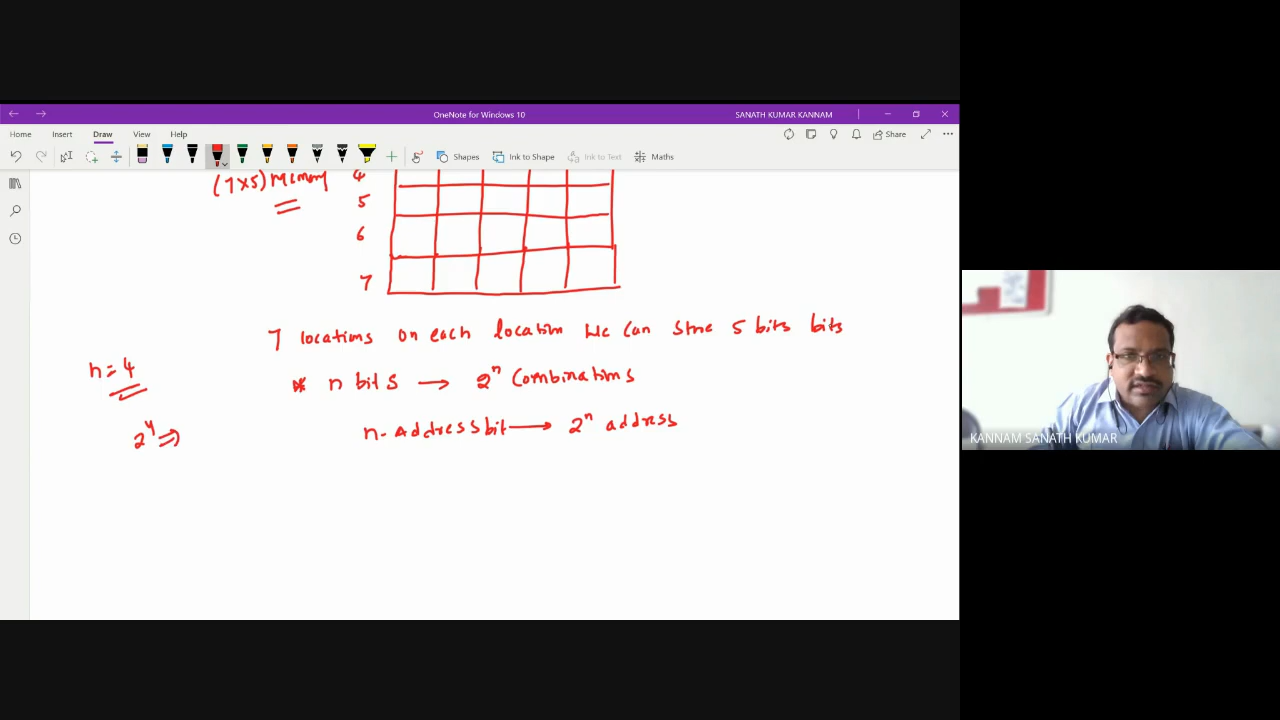 OneNote for Windows 10
SANATH KUMAR KANNAM
Home Insert Draw View Help
Share
Shapes Ink to Shape Ink to Text Maths
(7x5) Memory
4
5
6
7
7 locations on each location we can store 5 bits bits
n=4
* n bits → 2ⁿ Combinations
2⁴ ⇒
n-Address bit → 2ⁿ address
KANNAM SANATH KUMAR